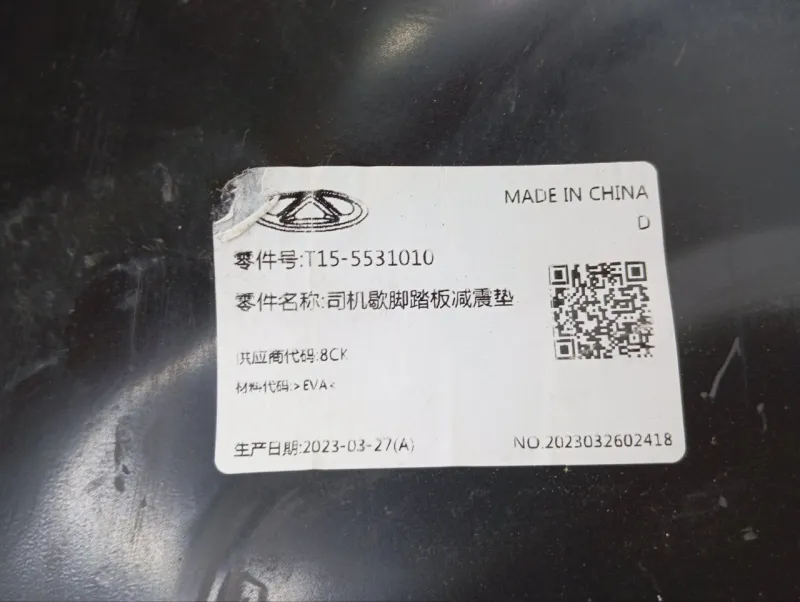 MADE IN CHINA
D
零件号:T15-5531010
零件名称:司机歇脚踏板减震垫
供应商代码:8CK
材料代码:>EVA<
生产日期:2023-03-27(A)
NO.2023032602418